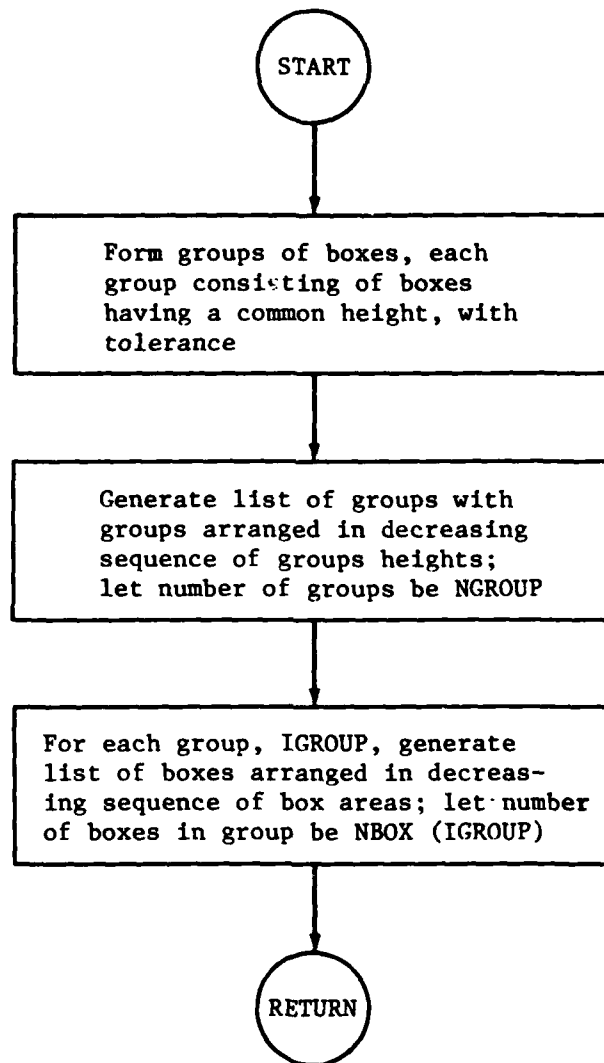 START
Form groups of boxes, each
group consisting of boxes
having a common height, with
tolerance
Generate list of groups with
groups arranged in decreasing
sequence of groups heights;
let number of groups be NGROUP
For each group, IGROUP, generate
list of boxes arranged in decreas-
ing sequence of box areas; let number
of boxes in group be NBOX (IGROUP)
RETURN